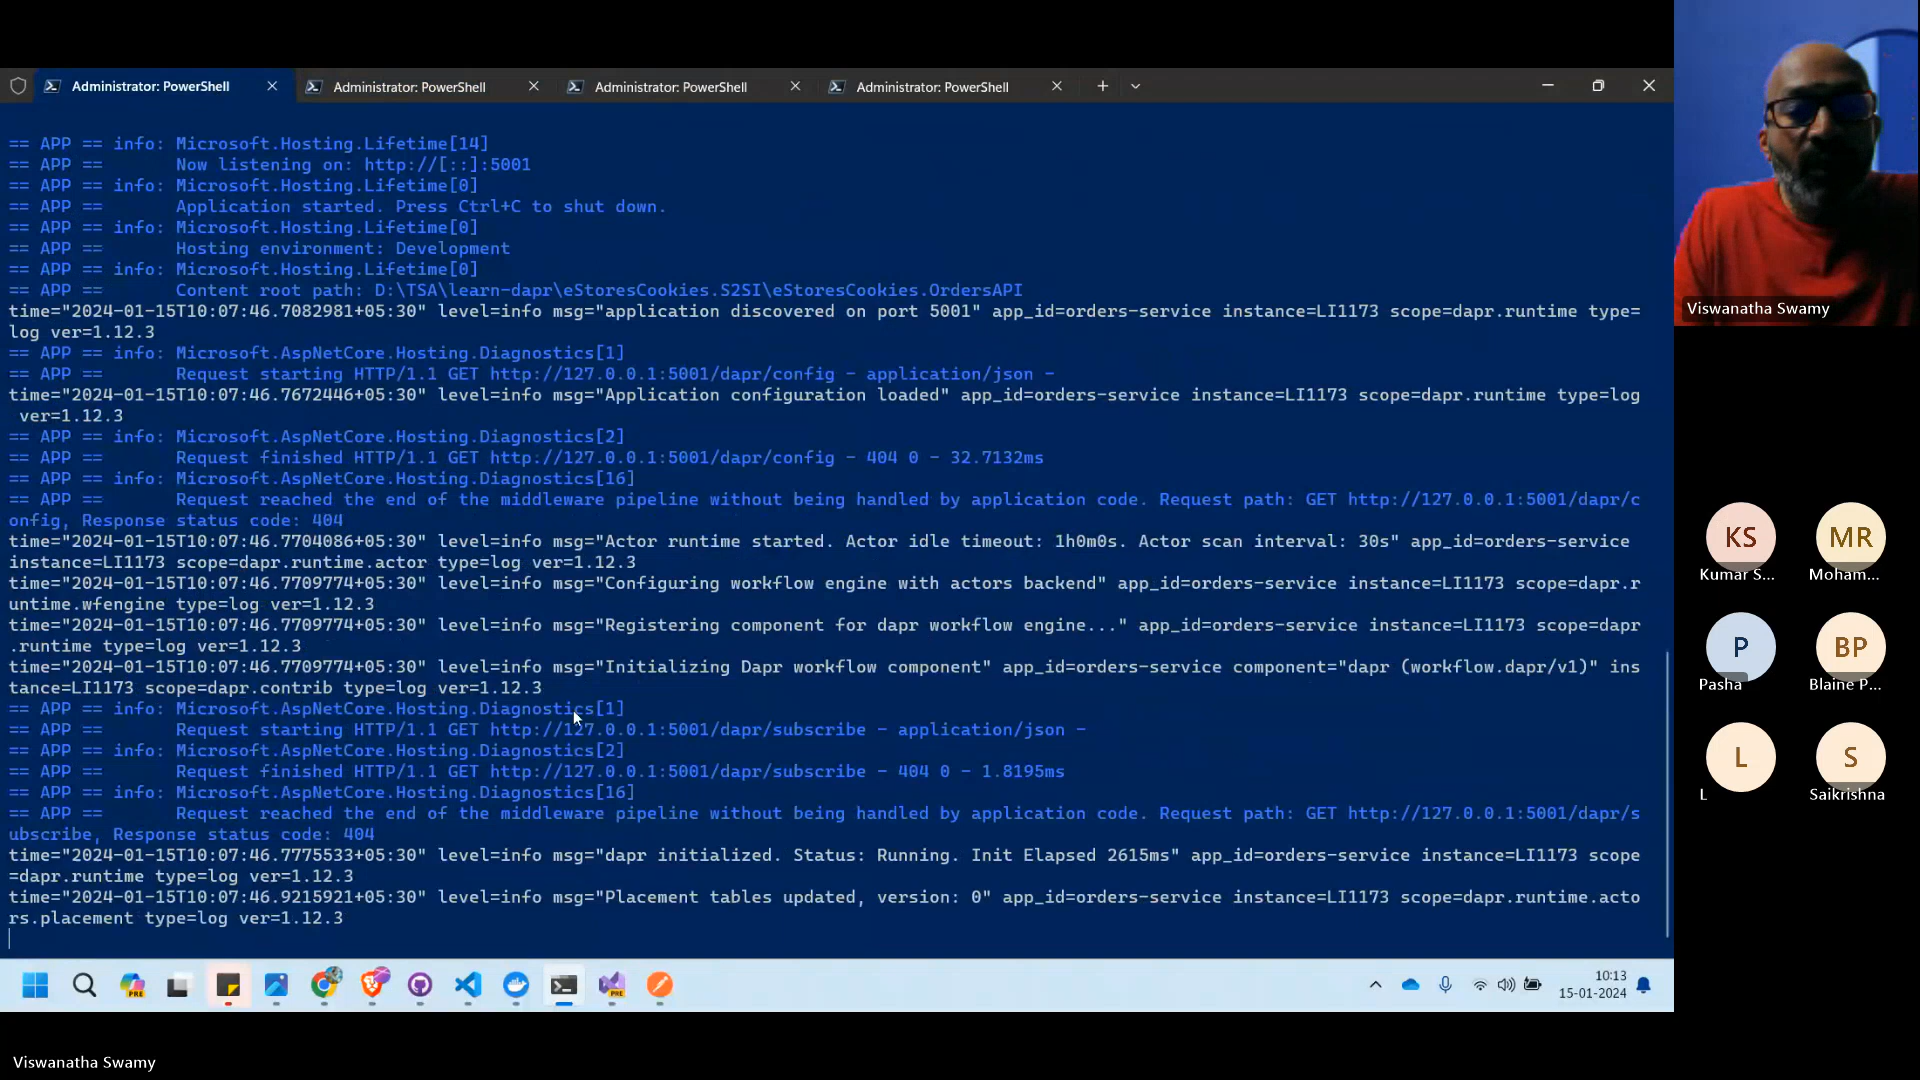 Administrator: PowerShell
Administrator: PowerShell
Administrator: PowerShell
Administrator: PowerShell
== APP == info: Microsoft.Hosting.Lifetime[14]
== APP ==       Now listening on: http://[::]:5001
== APP == info: Microsoft.Hosting.Lifetime[0]
== APP ==       Application started. Press Ctrl+C to shut down.
== APP == info: Microsoft.Hosting.Lifetime[0]
== APP ==       Hosting environment: Development
== APP == info: Microsoft.Hosting.Lifetime[0]
== APP ==       Content root path: D:\TSA\learn-dapr\eStoresCookies.S2SI\eStoresCookies.OrdersAPI
time="2024-01-15T10:07:46.7082981+05:30" level=info msg="application discovered on port 5001" app_id=orders-service instance=LI1173 scope=dapr.runtime type=
log ver=1.12.3
== APP == info: Microsoft.AspNetCore.Hosting.Diagnostics[1]
== APP ==       Request starting HTTP/1.1 GET http://127.0.0.1:5001/dapr/config - application/json -
time="2024-01-15T10:07:46.7672446+05:30" level=info msg="Application configuration loaded" app_id=orders-service instance=LI1173 scope=dapr.runtime type=log
 ver=1.12.3
== APP == info: Microsoft.AspNetCore.Hosting.Diagnostics[2]
== APP ==       Request finished HTTP/1.1 GET http://127.0.0.1:5001/dapr/config - 404 0 - 32.7132ms
== APP == info: Microsoft.AspNetCore.Hosting.Diagnostics[16]
== APP ==       Request reached the end of the middleware pipeline without being handled by application code. Request path: GET http://127.0.0.1:5001/dapr/c
onfig, Response status code: 404
time="2024-01-15T10:07:46.7704086+05:30" level=info msg="Actor runtime started. Actor idle timeout: 1h0m0s. Actor scan interval: 30s" app_id=orders-service
instance=LI1173 scope=dapr.runtime.actor type=log ver=1.12.3
time="2024-01-15T10:07:46.7709774+05:30" level=info msg="Configuring workflow engine with actors backend" app_id=orders-service instance=LI1173 scope=dapr.r
untime.wfengine type=log ver=1.12.3
time="2024-01-15T10:07:46.7709774+05:30" level=info msg="Registering component for dapr workflow engine..." app_id=orders-service instance=LI1173 scope=dapr
.runtime type=log ver=1.12.3
time="2024-01-15T10:07:46.7709774+05:30" level=info msg="Initializing Dapr workflow component" app_id=orders-service component="dapr (workflow.dapr/v1)" ins
tance=LI1173 scope=dapr.contrib type=log ver=1.12.3
== APP == info: Microsoft.AspNetCore.Hosting.Diagnostics[1]
== APP ==       Request starting HTTP/1.1 GET http://127.0.0.1:5001/dapr/subscribe - application/json -
== APP == info: Microsoft.AspNetCore.Hosting.Diagnostics[2]
== APP ==       Request finished HTTP/1.1 GET http://127.0.0.1:5001/dapr/subscribe - 404 0 - 1.8195ms
== APP == info: Microsoft.AspNetCore.Hosting.Diagnostics[16]
== APP ==       Request reached the end of the middleware pipeline without being handled by application code. Request path: GET http://127.0.0.1:5001/dapr/s
ubscribe, Response status code: 404
time="2024-01-15T10:07:46.7775533+05:30" level=info msg="dapr initialized. Status: Running. Init Elapsed 2615ms" app_id=orders-service instance=LI1173 scope
=dapr.runtime type=log ver=1.12.3
time="2024-01-15T10:07:46.9215921+05:30" level=info msg="Placement tables updated, version: 0" app_id=orders-service instance=LI1173 scope=dapr.runtime.acto
rs.placement type=log ver=1.12.3
PRE
PRE
10:13
15-01-2024
Viswanatha Swamy
KS
Kumar S...
MR
Moham...
P
Pasha
BP
Blaine P...
L
L
S
Saikrishna
Viswanatha Swamy